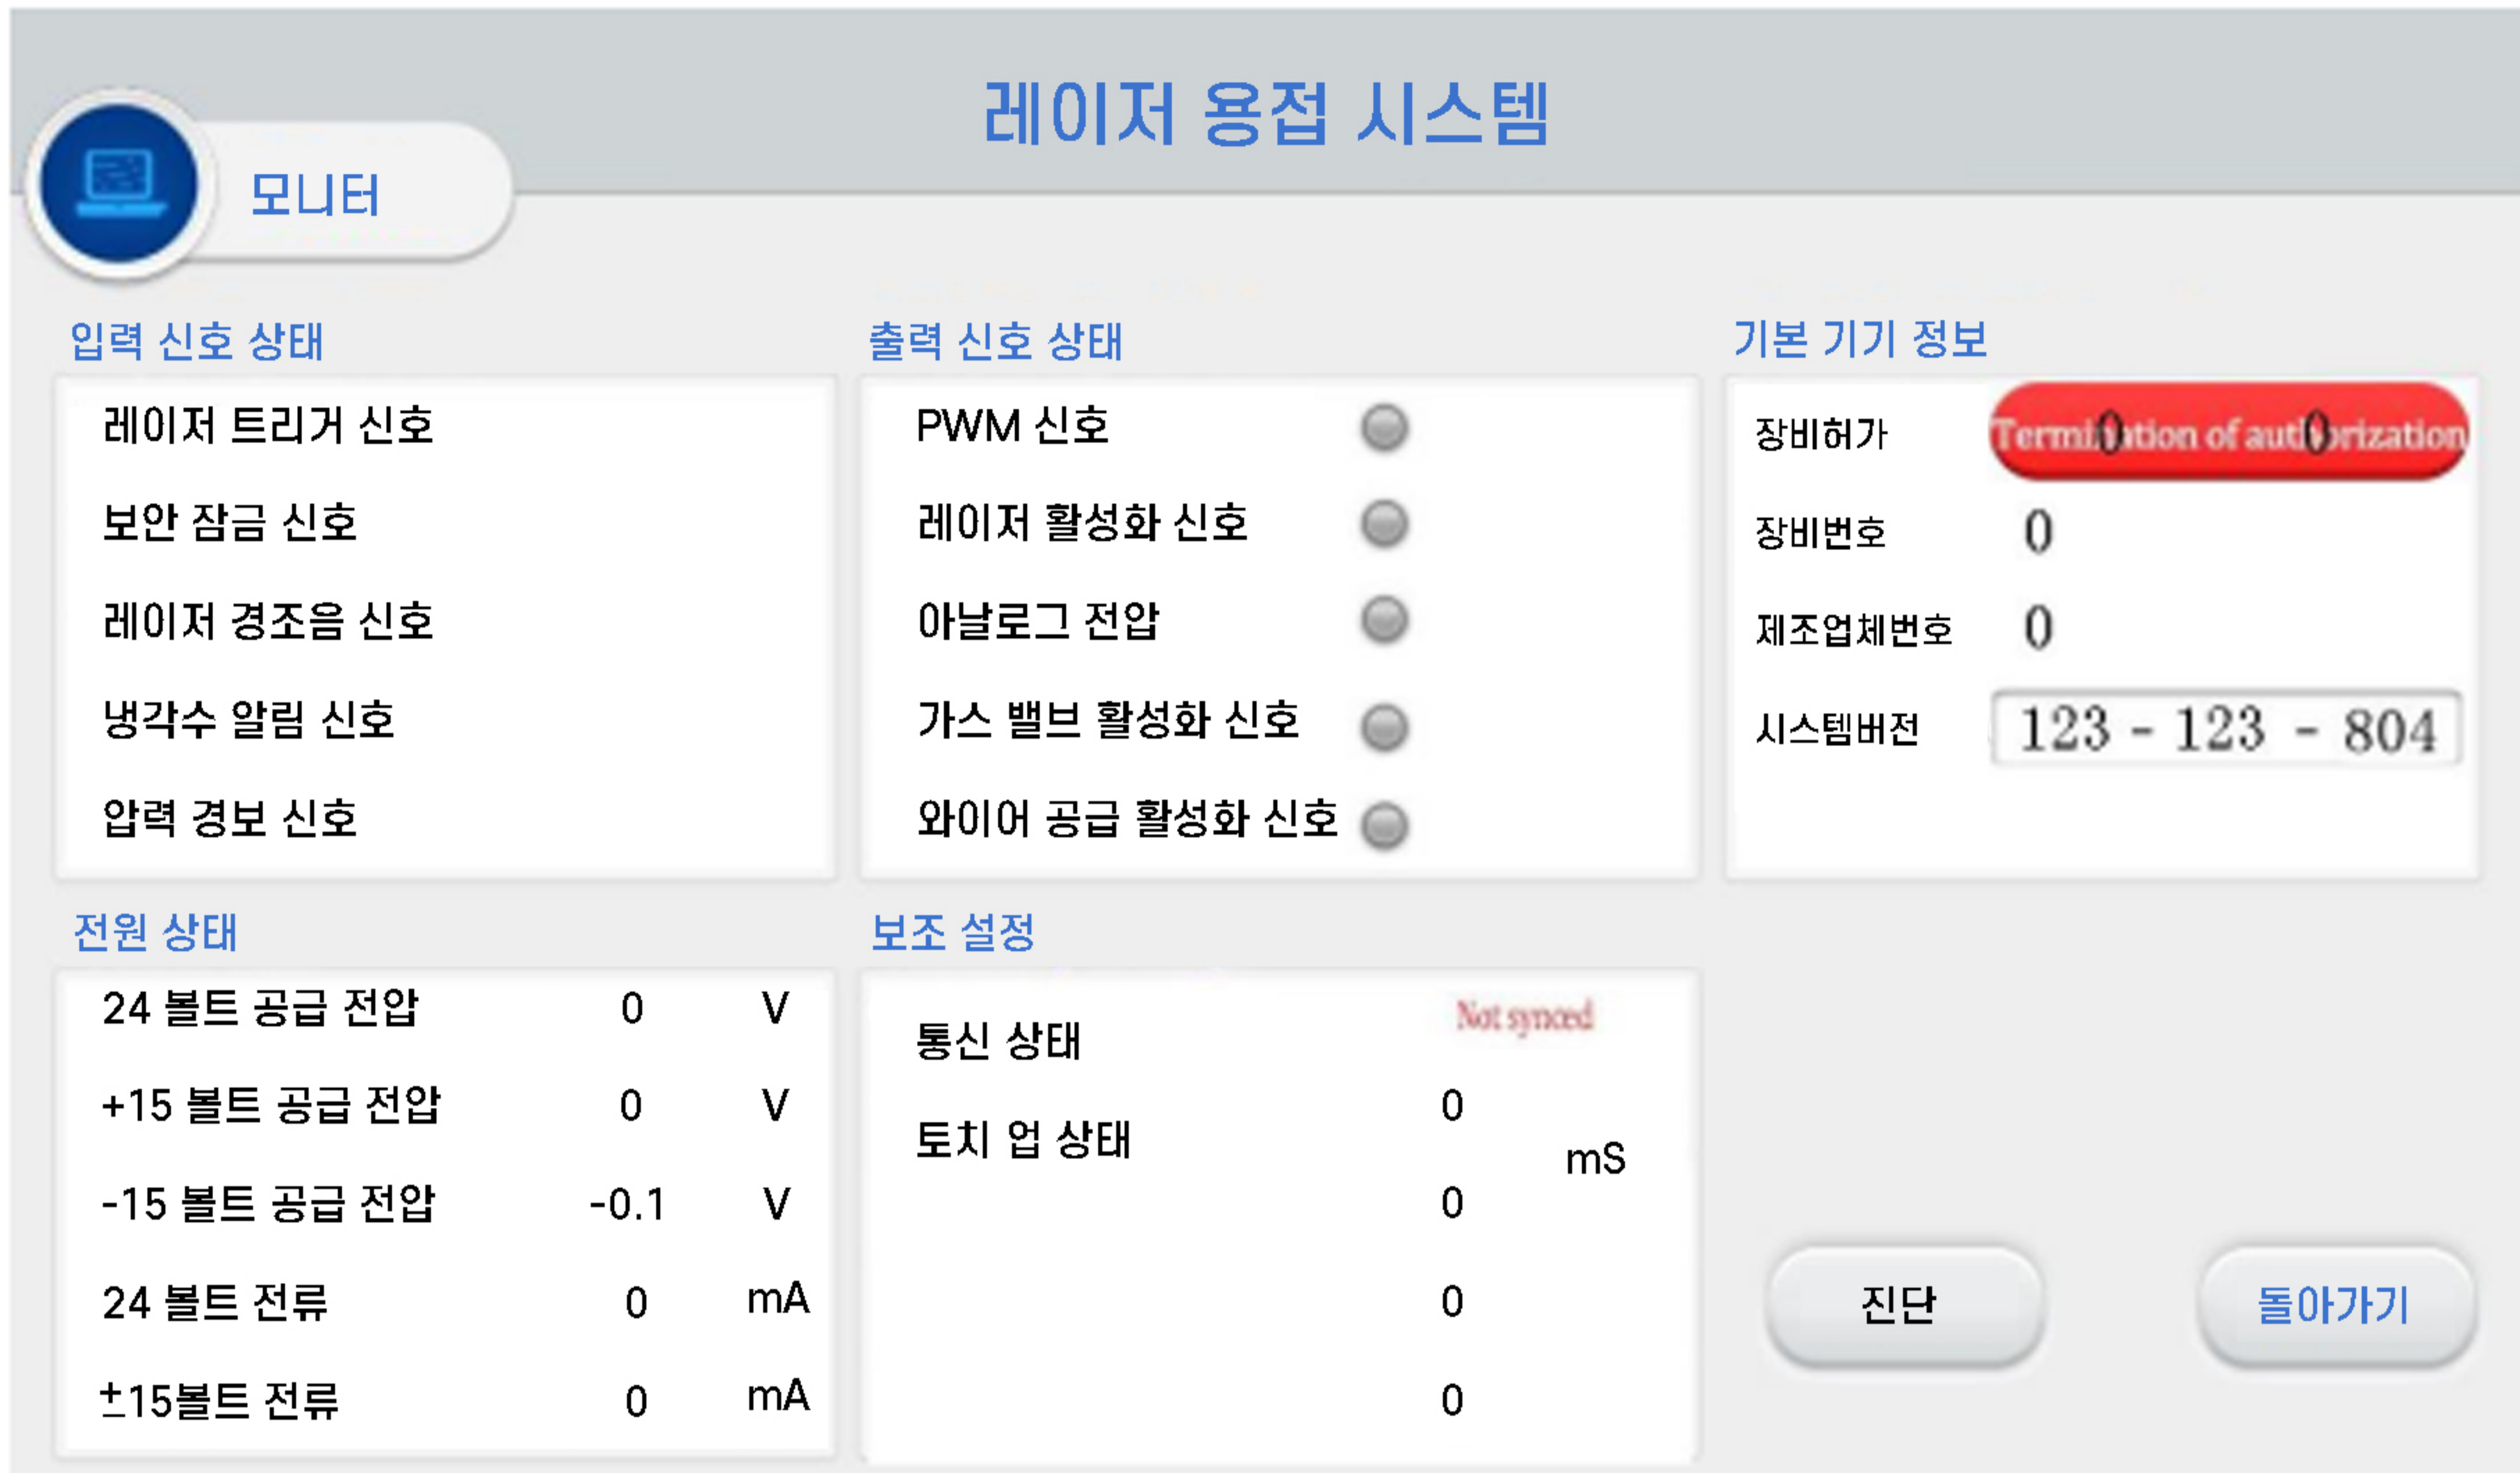 레이저 용접 시스템
모니터
입력 신호 상태
레이저 트리거 신호
보안 잠금 신호
레이저 경조음 신호
냉각수 알림 신호
압력 경보 신호
출력 신호 상태
PWM 신호
레이저 활성화 신호
아날로그 전압
가스 밸브 활성화 신호
와이어 공급 활성화 신호
기본 기기 정보
장비허가 Termination of authorization 0 0
장비번호 0
제조업체번호 0
시스템버전 123 - 123 - 804
전원 상태
24 볼트 공급 전압 0 V
+15 볼트 공급 전압 0 V
-15 볼트 공급 전압 -0.1 V
24 볼트 전류 0 mA
±15볼트 전류 0 mA
보조 설정
통신 상태 Not synced
0
토치 업 상태 mS
0
0
0
진단
돌아가기